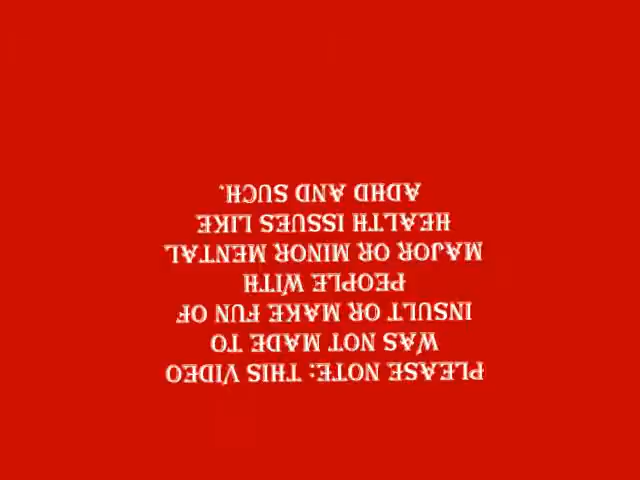 PLEASE NOTE: THIS VIDEO
WAS NOT MADE TO
INSULT OR MAKE FUN OF
PEOPLE WITH
MAJOR OR MINOR MENTAL
HEALTH ISSUES LIKE
ADHD AND SUCH.